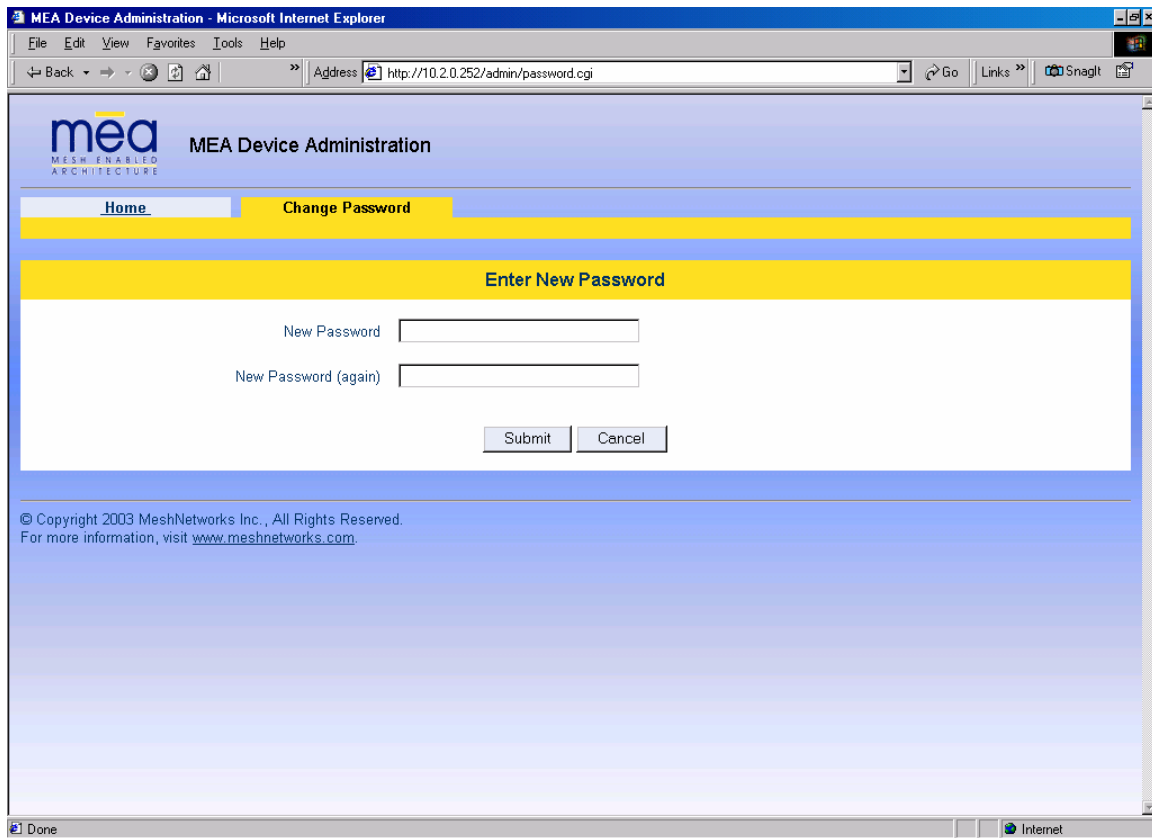 MEA Device Administration - Microsoft Internet Explorer
File Edit View Favorites Tools Help
Back » Address http://10.2.0.252/admin/password.cgi Go Links » SnagIt
mea
MESH ENABLED
ARCHITECTURE
MEA Device Administration
Home Change Password
Enter New Password
New Password
New Password (again)
Submit Cancel
© Copyright 2003 MeshNetworks Inc., All Rights Reserved.
For more information, visit www.meshnetworks.com.
Done Internet